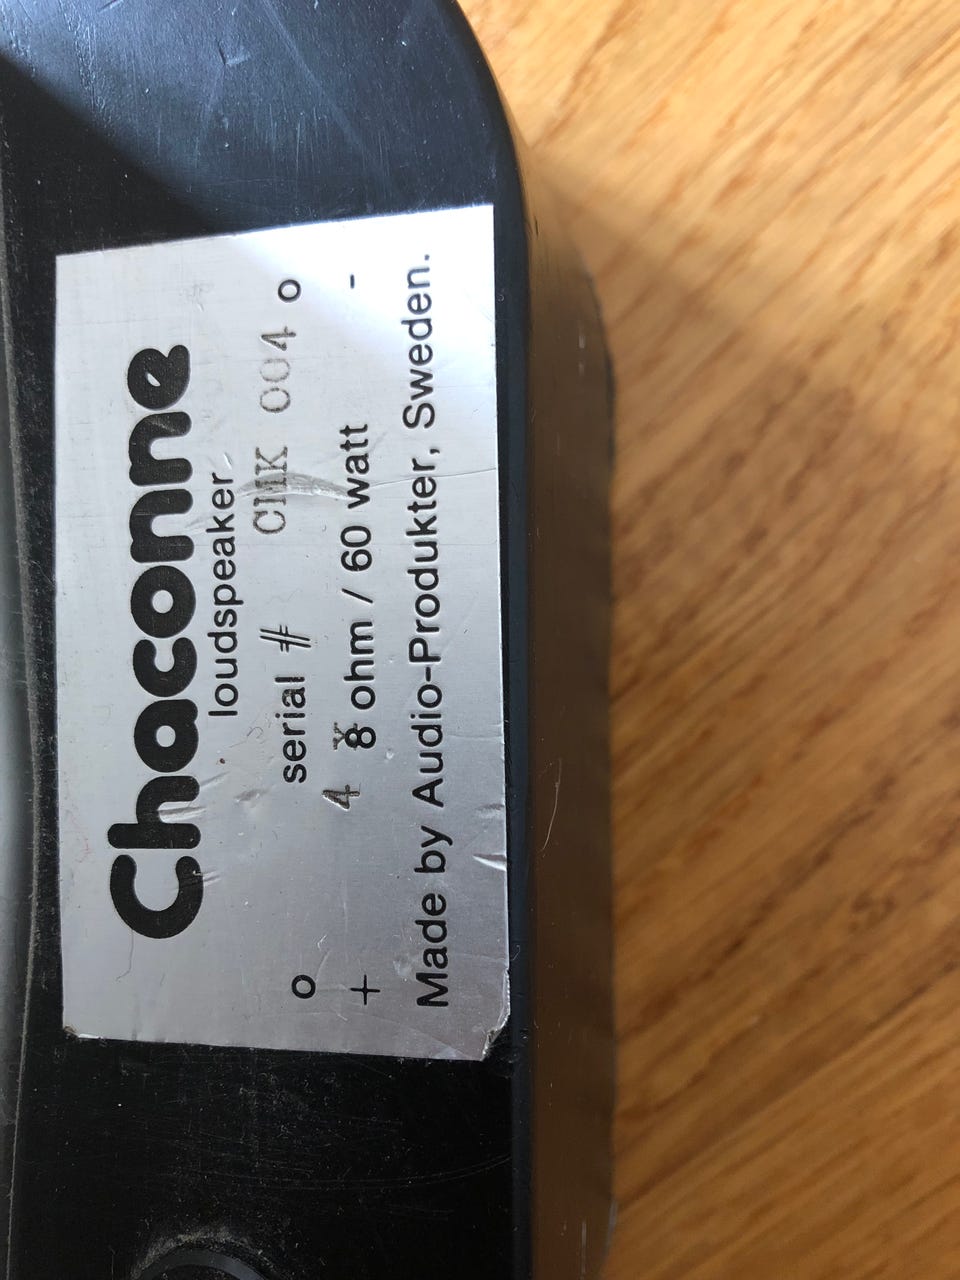 Chaconne
loudspeaker
o serial # CMK 004 o
+ 4 8 ohm / 60 watt -
Made by Audio-Produkter, Sweden.